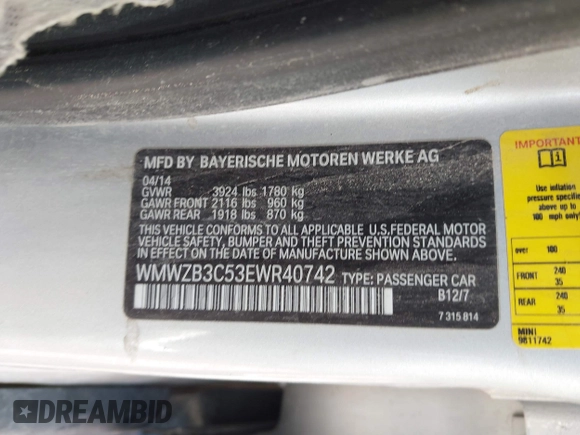 MFD BY BAYERISCHE MOTOREN WERKE AG
04/14
GVWR 3924 lbs 1780 kg
GAWR FRONT 2116 lbs 960 kg
GAWR REAR 1918 lbs 870 kg
THIS VEHICLE CONFORMS TO ALL APPLICABLE U.S.FEDERAL MOTOR
VEHICLE SAFETY, BUMPER AND THEFT PREVENTION STANDARDS
IN EFFECT ON THE DATE OF MANUFACTURE SHOWN ABOVE.
WMWZB3C53EWR40742 TYPE: PASSENGER CAR
B12/7
7 315 814
IMPORTANT
Use inflation
pressure specified
above up to
100 mph only!
over 100
FRONT 240
35
REAR 240
35
MINI
9811742
DREAMBID